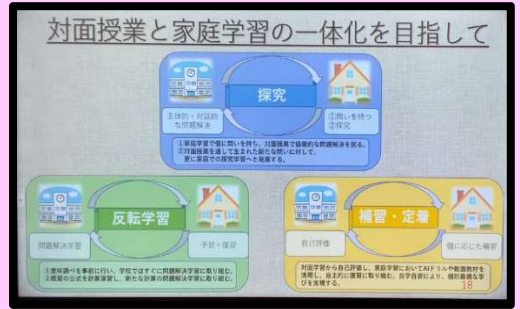 対面授業と家庭学習の一体化を目指して
探究
主体的・対話的
な問題解決
①問いを持つ
②探究
①家庭学習で個に問いを持ち、対面授業で協働的な問題解決を図る。
②対面授業を通して生まれた新たな問いに対して、
更に家庭での探究学習へと発展する。
反転学習
問題解決学習
予習・復習
①意味調べを事前に行い、学校ではすぐに問題解決学習に取り組む。
②既習の公式を計算演習し、新たな計算の問題解決学習に取り組む。
補習・定着
自己評価
個に応じた補習
対面学習から自己評価し、家庭学習においてAIドリルや動画教材を
活用し、自主的に復習に取り組む。自学自習により、個別最適な学
びを実現する。
18